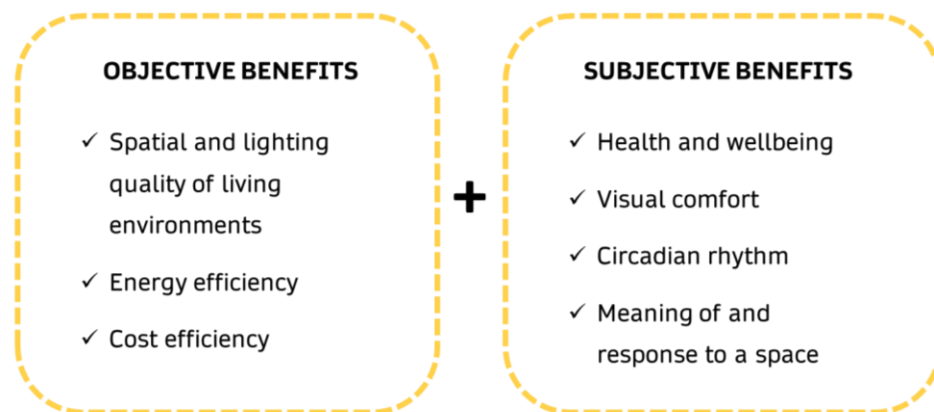 OBJECTIVE BENEFITS
✓ Spatial and lighting
quality of living
environments
✓ Energy efficiency
✓ Cost efficiency
+
SUBJECTIVE BENEFITS
✓ Health and wellbeing
✓ Visual comfort
✓ Circadian rhythm
✓ Meaning of and
response to a space